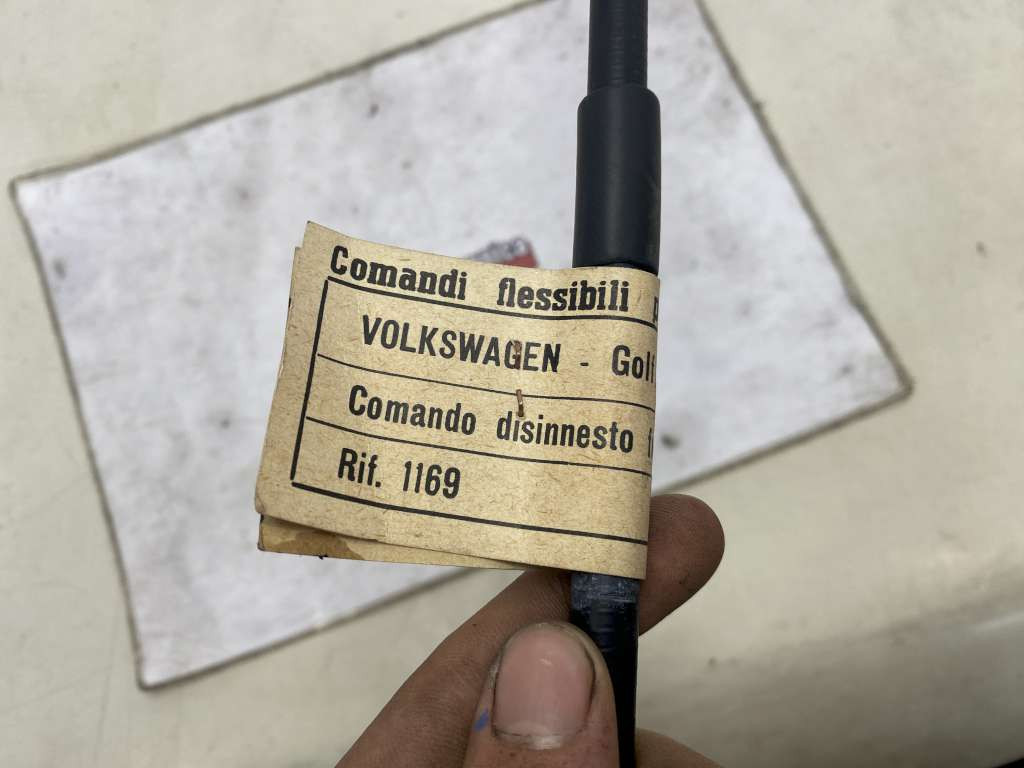 Comandi flessibili
VOLKSWAGEN - Golf
Comando disinnesto
Rif. 1169